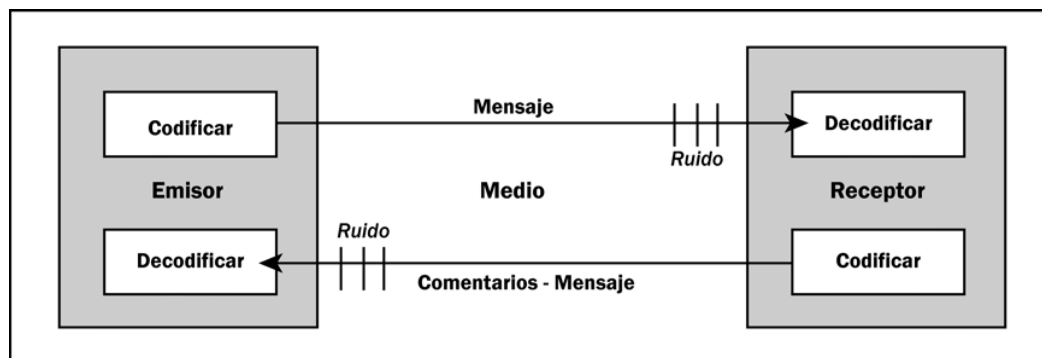 Mensaje
Codificar
Decodificar
Ruido
Emisor
Medio
Receptor
Ruido
Decodificar
Codificar
Comentarios - Mensaje